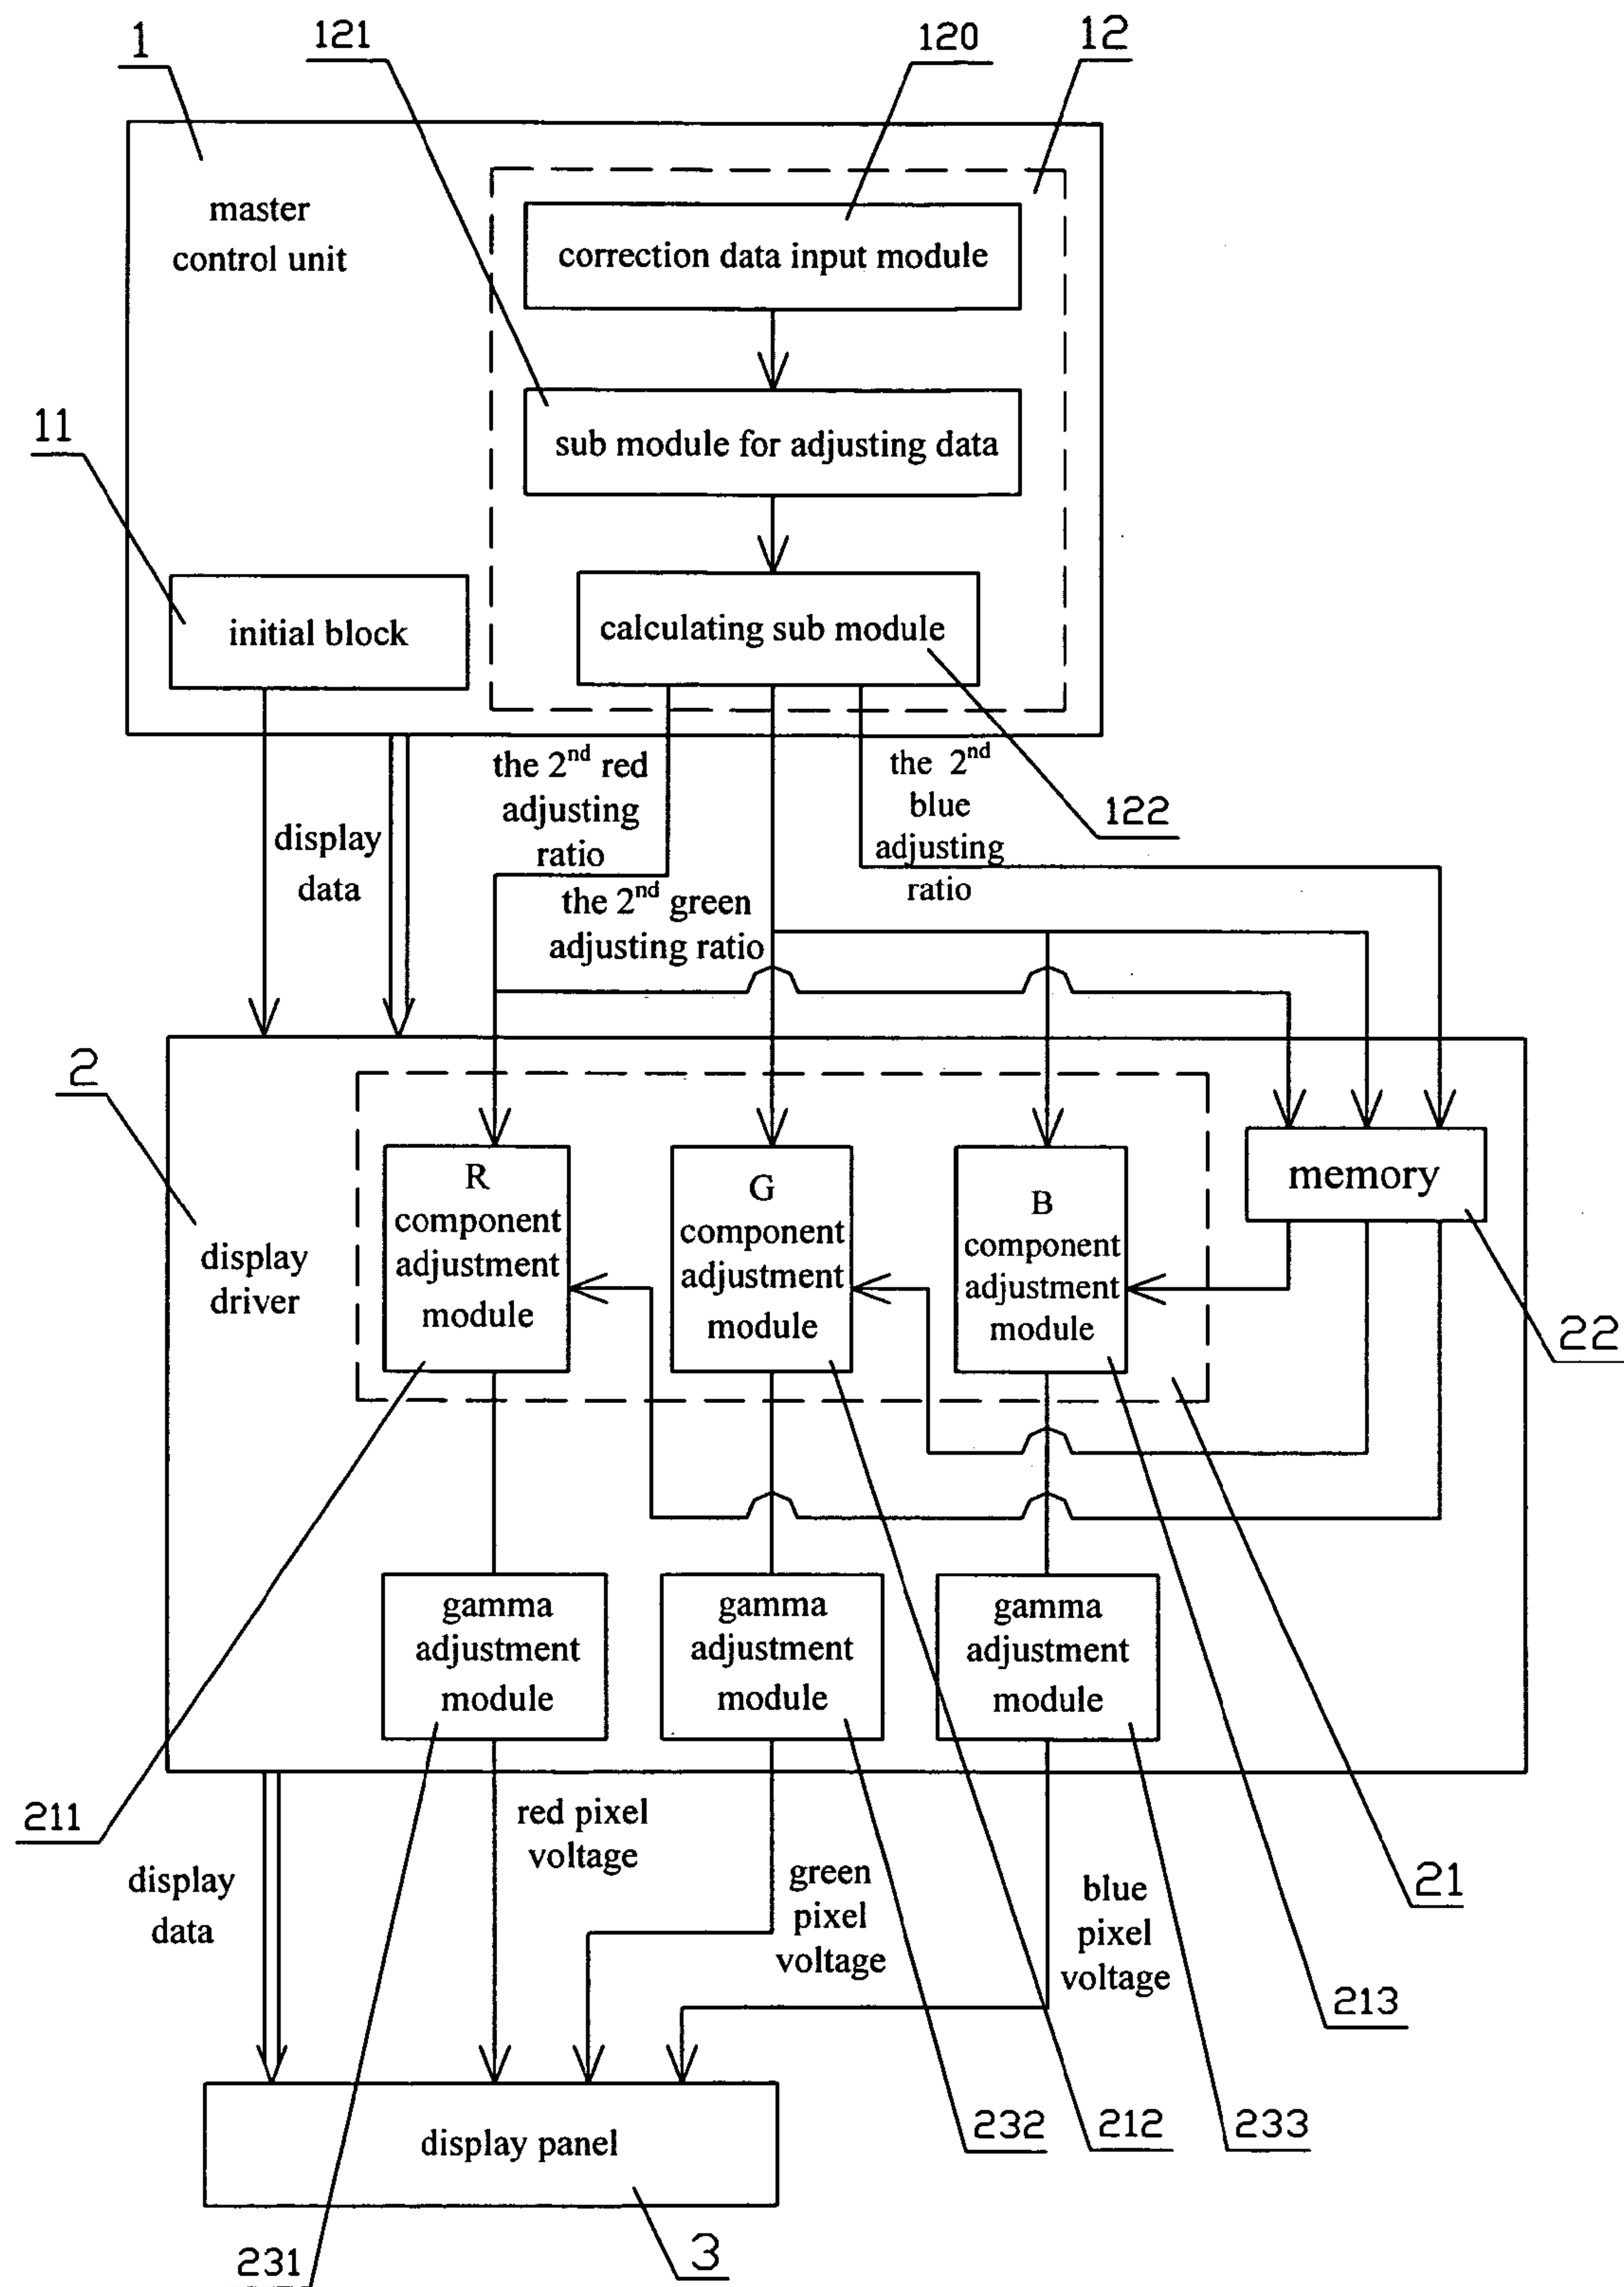 1
121
120
12
master
control unit
correction data input module
sub module for adjusting data
11
initial block
calculating sub module
the 2nd red
adjusting
ratio
the 2nd
blue
adjusting
ratio
122
display
data
the 2nd green
adjusting ratio
2
display
driver
R
component
adjustment
module
G
component
adjustment
module
B
component
adjustment
module
memory
22
gamma
adjustment
module
gamma
adjustment
module
gamma
adjustment
module
211
red pixel
voltage
display
data
green
pixel
voltage
blue
pixel
voltage
21
213
232
212
233
display panel
231
3